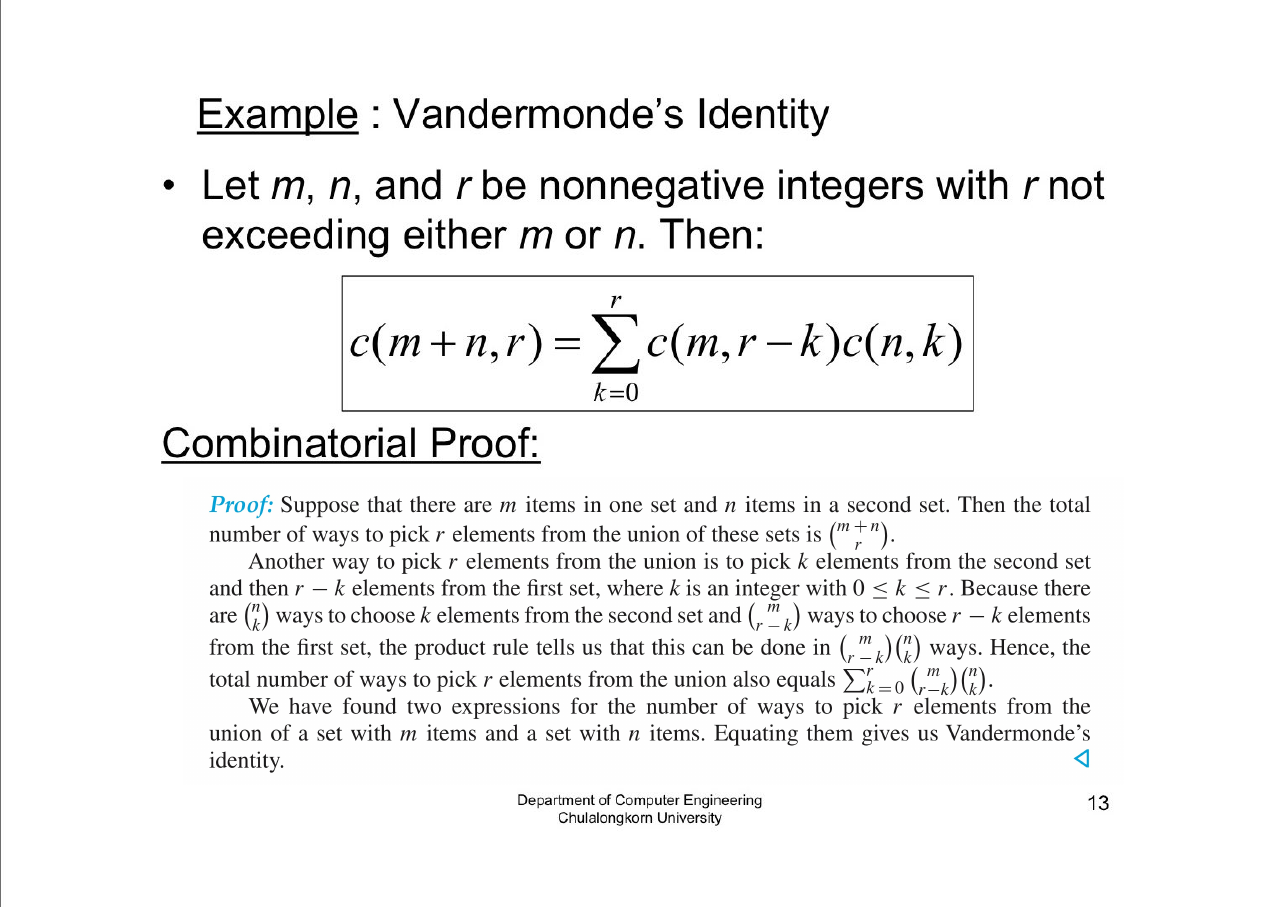 Example : Vandermonde’s Identity
• Let m, n, and r be nonnegative integers with r not
exceeding either m or n. Then:
c(m + n, r) = ∑_{k=0}^{r} c(m, r − k)c(n, k)
Combinatorial Proof:
Proof: Suppose that there are m items in one set and n items in a second set. Then the total
number of ways to pick r elements from the union of these sets is \binom{m+n}{r}.
Another way to pick r elements from the union is to pick k elements from the second set
and then r − k elements from the first set, where k is an integer with 0 ≤ k ≤ r. Because there
are \binom{n}{k} ways to choose k elements from the second set and \binom{m}{r−k} ways to choose r − k elements
from the first set, the product rule tells us that this can be done in \binom{m}{r−k}\binom{n}{k} ways. Hence, the
total number of ways to pick r elements from the union also equals ∑_{k=0}^{r} \binom{m}{r−k}\binom{n}{k}.
We have found two expressions for the number of ways to pick r elements from the
union of a set with m items and a set with n items. Equating them gives us Vandermonde’s
identity. ◁
Department of Computer Engineering
Chulalongkorn University
13